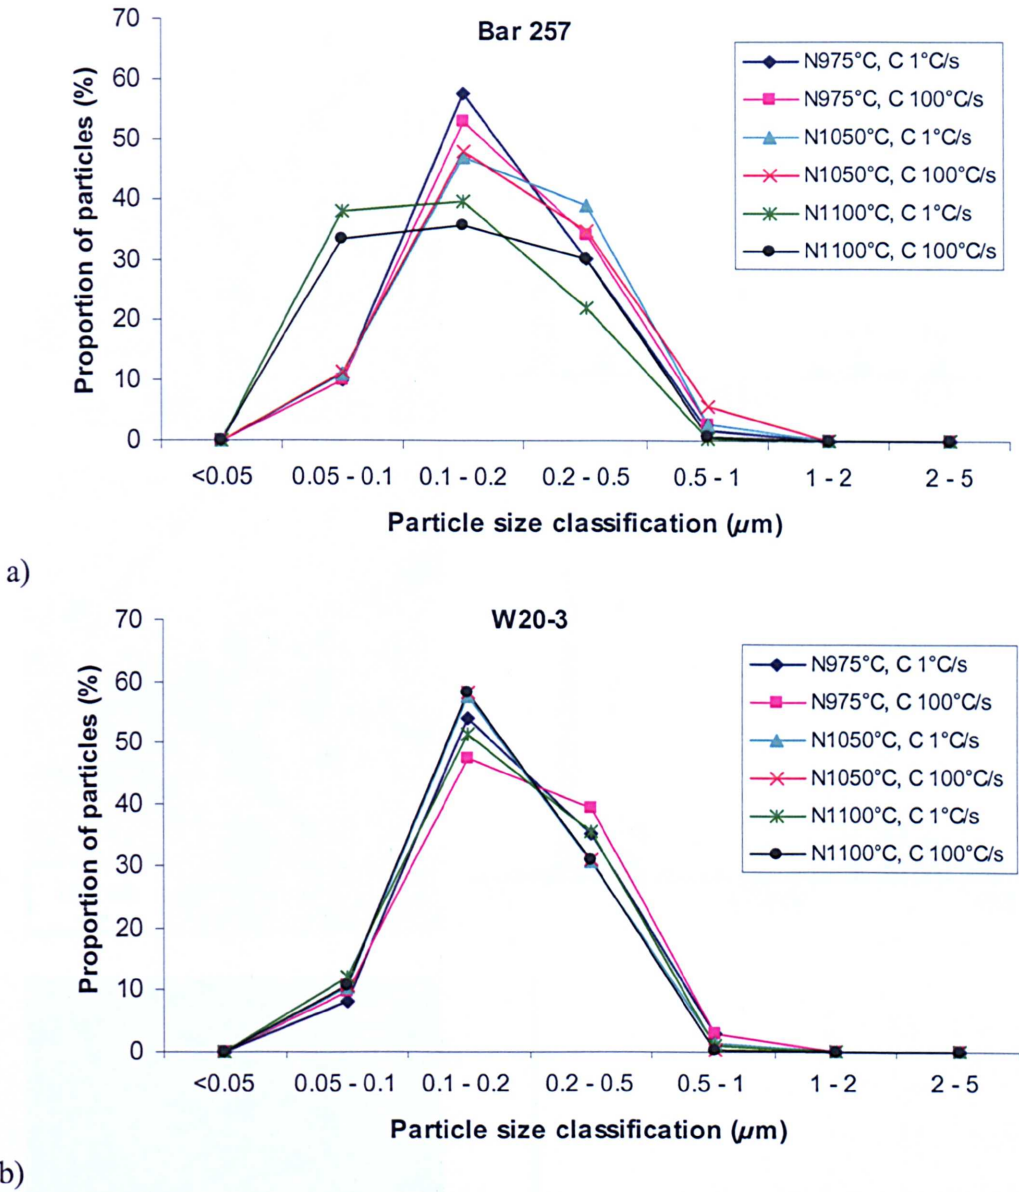 Bar 257
70
60
50
40
30
20
10
0
Proportion of particles (%)
N975°C, C 1°C/s
N975°C, C 100°C/s
N1050°C, C 1°C/s
N1050°C, C 100°C/s
N1100°C, C 1°C/s
N1100°C, C 100°C/s
<0.05 0.05 - 0.1 0.1 - 0.2 0.2 - 0.5 0.5 - 1 1 - 2 2 - 5
Particle size classification (µm)
a)
W20-3
70
60
50
40
30
20
10
0
Proportion of particles (%)
N975°C, C 1°C/s
N975°C, C 100°C/s
N1050°C, C 1°C/s
N1050°C, C 100°C/s
N1100°C, C 1°C/s
N1100°C, C 100°C/s
<0.05 0.05 - 0.1 0.1 - 0.2 0.2 - 0.5 0.5 - 1 1 - 2 2 - 5
Particle size classification (µm)
b)